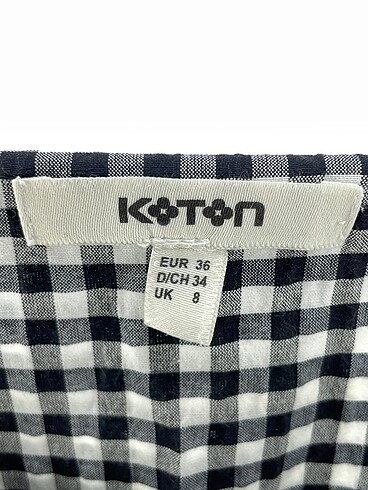 KOTON
EUR 36
D/CH 34
UK 8